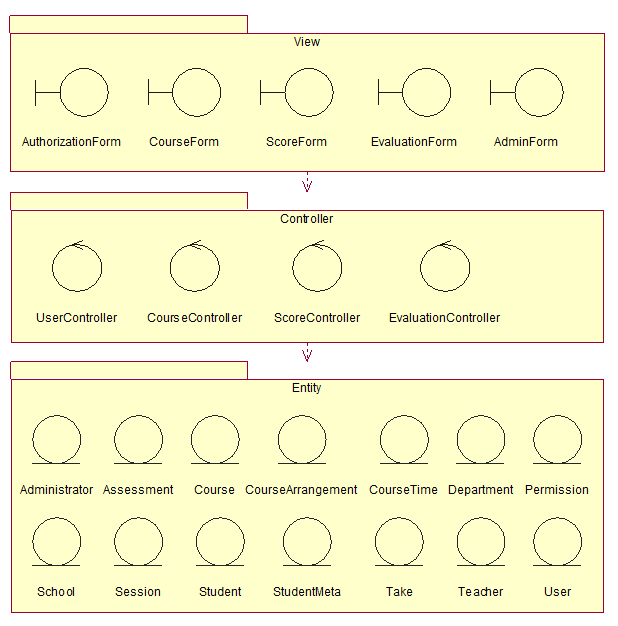 View
AuthorizationForm CourseForm ScoreForm EvaluationForm AdminForm
Controller
UserController CourseController ScoreController EvaluationController
Entity
Administrator Assessment Course CourseArrangement CourseTime Department Permission
School Session Student StudentMeta Take Teacher User